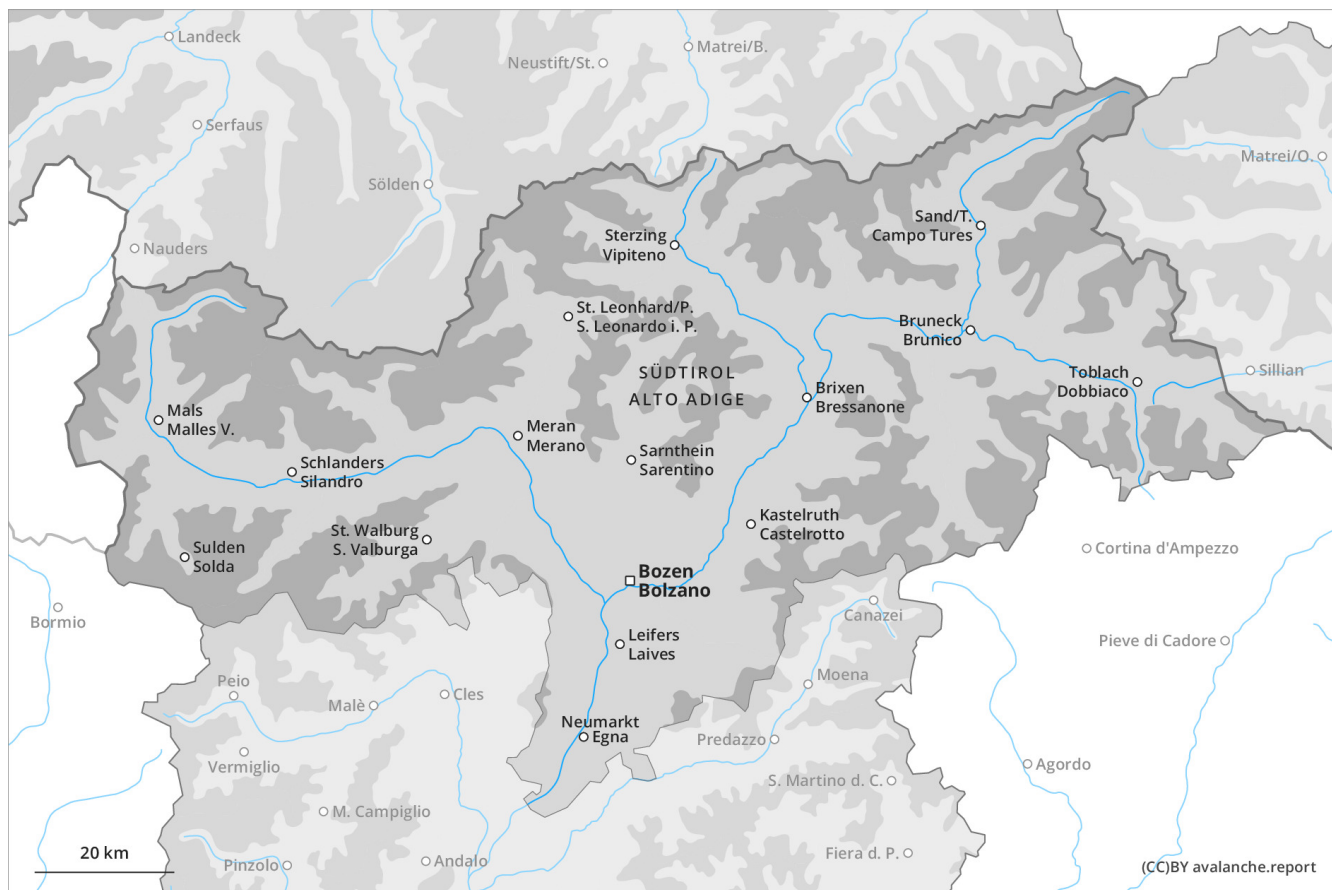 Landeck
Matrei/B.
Neustift/St.
Serfaus
Matrei/O.
Sölden
Sand/T.
Campo Tures
Sterzing
Vipiteno
Nauders
St. Leonhard/P.
S. Leonardo i. P.
Bruneck
Brunico
SÜDTIROL
ALTO ADIGE
Toblach
Dobbiaco
Sillian
Brixen
Bressanone
Mals
Malles V.
Meran
Merano
Sarnthein
Sarentino
Schlanders
Silandro
Kastelruth
Castelrotto
St. Walburg
S. Valburga
Sulden
Solda
Cortina d'Ampezzo
Bozen
Bolzano
Bormio
Canazei
Leifers
Laives
Pieve di Cadore
Peio
Malè
Cles
Moena
Neumarkt
Egna
Predazzo
Vermiglio
Agordo
S. Martino d. C.
M. Campiglio
20 km
Pinzolo
Andalo
Fiera d. P.
(CC)BY avalanche.report